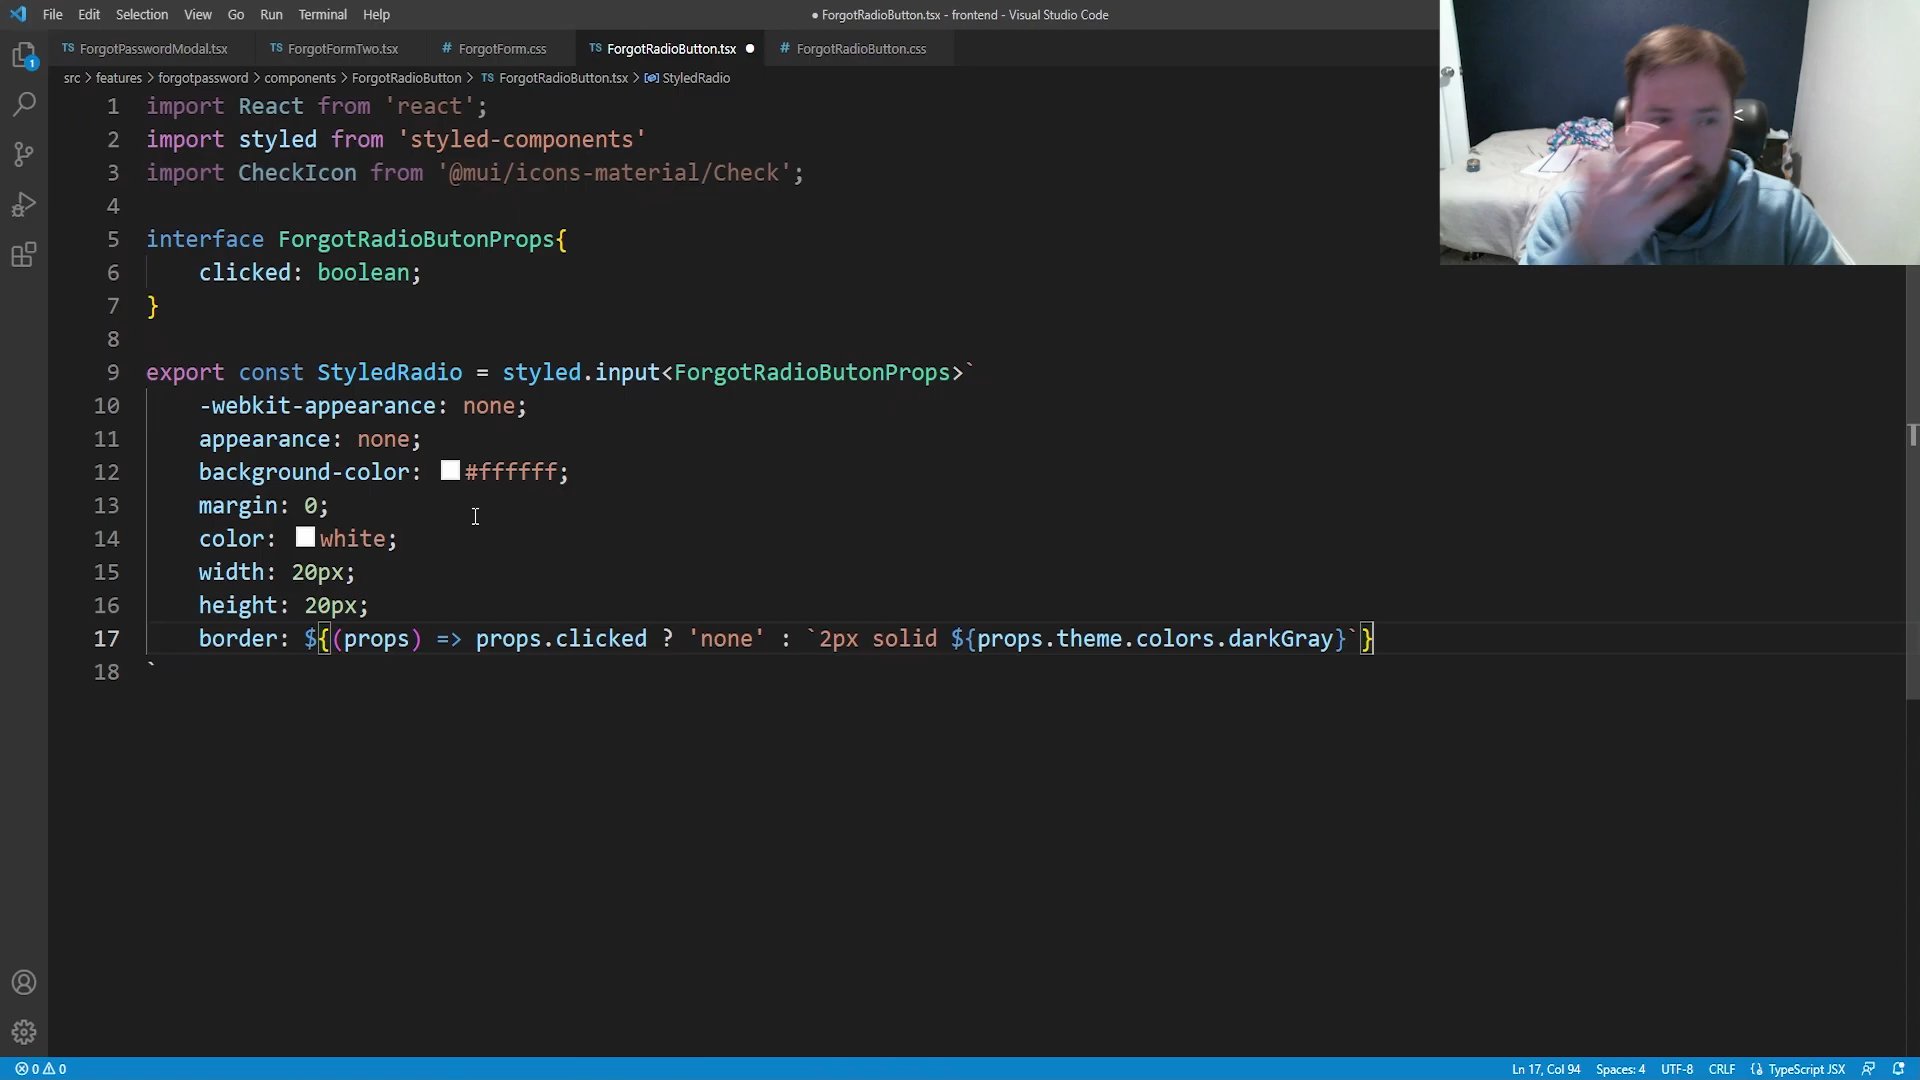 File Edit Selection View Go Run Terminal Help
● ForgotRadioButton.tsx - frontend - Visual Studio Code
TS ForgotPasswordModal.tsx TS ForgotFormTwo.tsx # ForgotForm.css TS ForgotRadioButton.tsx ● # ForgotRadioButton.css
src > features > forgotpassword > components > ForgotRadioButton > TS ForgotRadioButton.tsx > StyledRadio
1 import React from 'react';
2 import styled from 'styled-components'
3 import CheckIcon from '@mui/icons-material/Check';
4
5 interface ForgotRadioButonProps{
6 clicked: boolean;
7 }
8
9 export const StyledRadio = styled.input<ForgotRadioButonProps>`
10 -webkit-appearance: none;
11 appearance: none;
12 background-color: #ffffff;
13 margin: 0;
14 color: white;
15 width: 20px;
16 height: 20px;
17 border: ${(props) => props.clicked ? 'none' : `2px solid ${props.theme.colors.darkGray}`}
18 `
1
0 0 Ln 17, Col 94 Spaces: 4 UTF-8 CRLF {} TypeScript JSX